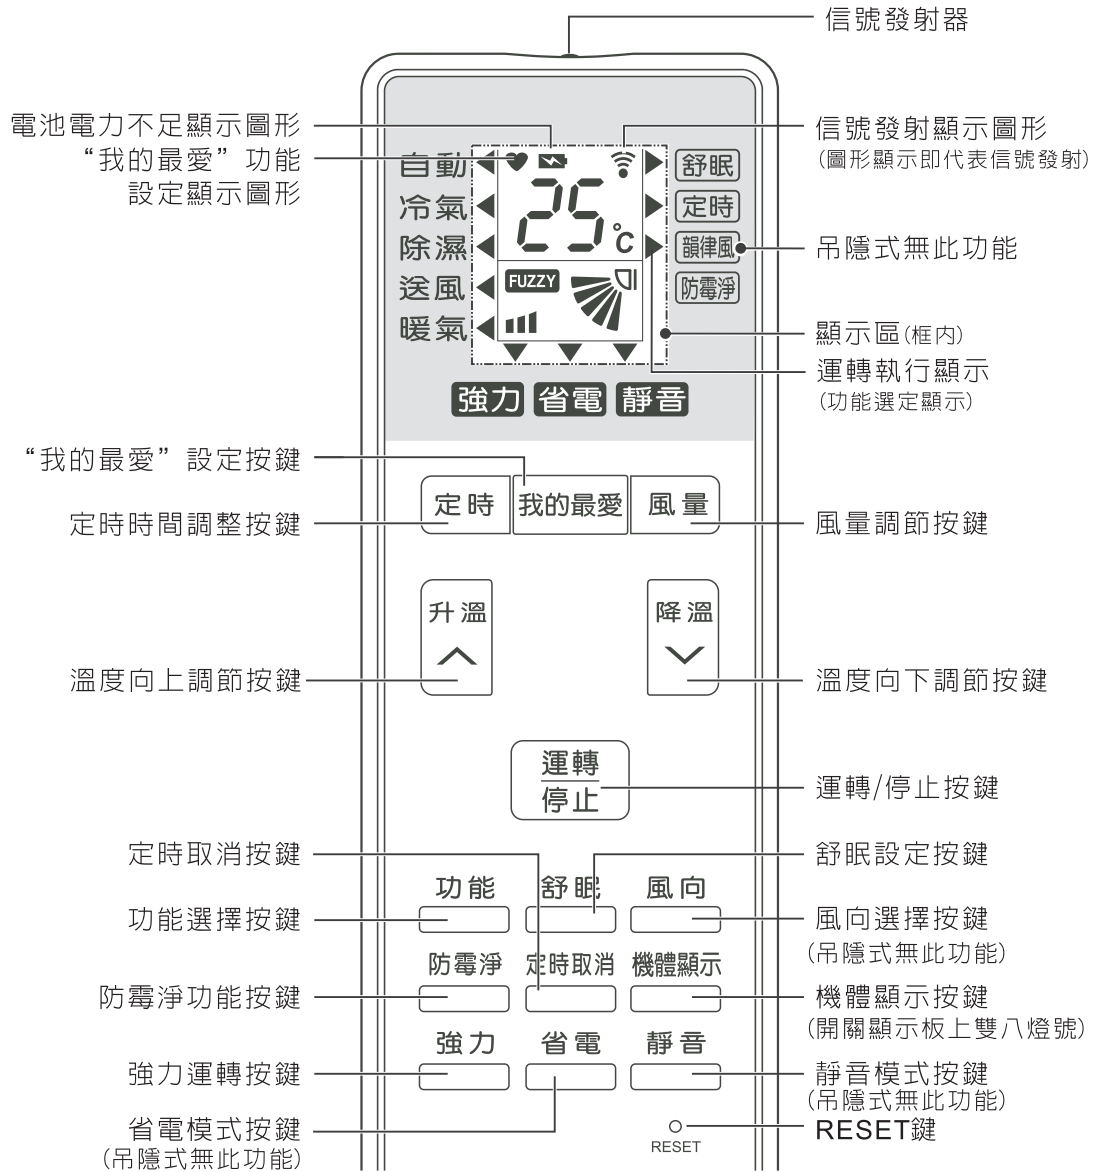 信號發射器
電池電力不足顯示圖形
“我的最愛”功能
設定顯示圖形
信號發射顯示圖形
(圖形顯示即代表信號發射)
自動
冷氣
除濕
送風
暖氣
25℃
FUZZY
舒眠
定時
韻律風
防霉淨
吊隱式無此功能
顯示區(框內)
運轉執行顯示
(功能選定顯示)
強力 省電 靜音
“我的最愛”設定按鍵
定時時間調整按鍵
定時 我的最愛 風量
風量調節按鍵
升溫
降溫
溫度向上調節按鍵
溫度向下調節按鍵
運轉
停止
運轉/停止按鍵
定時取消按鍵
舒眠設定按鍵
功能 舒眠 風向
功能選擇按鍵
風向選擇按鍵
(吊隱式無此功能)
防霉淨 定時取消 機體顯示
防霉淨功能按鍵
機體顯示按鍵
(開關顯示板上雙八燈號)
強力 省電 靜音
強力運轉按鍵
靜音模式按鍵
(吊隱式無此功能)
省電模式按鍵
(吊隱式無此功能)
RESET
RESET鍵